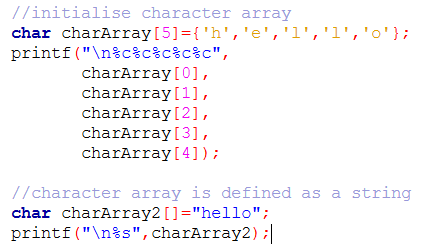 //initialise character array
char charArray[5]={'h','e','l','l','o'};
printf("\n%c%c%c%c%c",
charArray[0],
charArray[1],
charArray[2],
charArray[3],
charArray[4]);
//character array is defined as a string
char charArray2[]="hello";
printf("\n%s",charArray2);